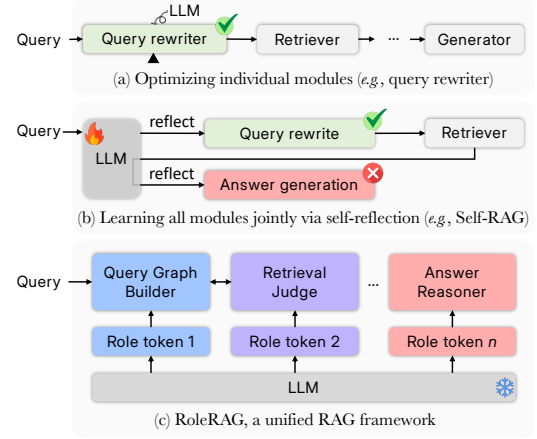 LLM
Query
Query rewriter
Retriever
...
Generator
(a) Optimizing individual modules (e.g., query rewriter)
Query
LLM
reflect
Query rewrite
Retriever
reflect
Answer generation
(b) Learning all modules jointly via self-reflection (e.g., Self-RAG)
Query
Query Graph
Builder
Retrieval
Judge
...
Answer
Reasoner
Role token 1
Role token 2
Role token n
LLM
(c) RoleRAG, a unified RAG framework